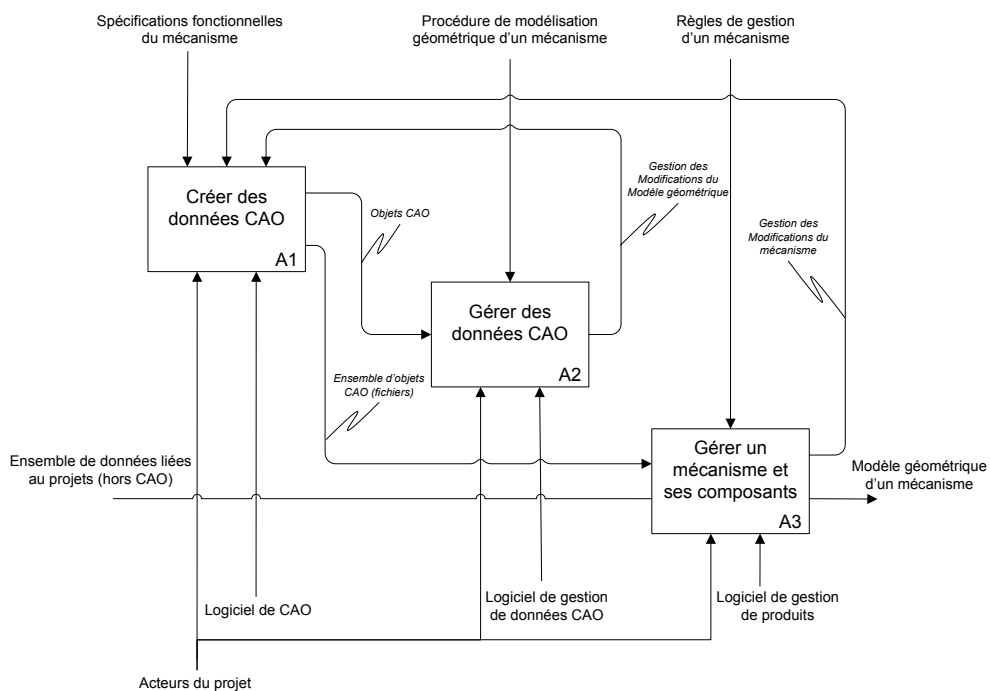 Spécifications fonctionnelles
du mécanisme
Procédure de modélisation
géométrique d'un mécanisme
Règles de gestion
d'un mécanisme
Créer des
données CAO
A1
Objets CAO
Gestion des
Modifications du
Modèle géométrique
Gestion des
Modifications du
mécanisme
Gérer des
données CAO
A2
Ensemble d'objets
CAO (fichiers)
Ensemble de données liées
au projets (hors CAO)
Gérer un
mécanisme et
ses composants
A3
Modèle géométrique
d'un mécanisme
Logiciel de CAO
Logiciel de gestion
de données CAO
Logiciel de gestion
de produits
Acteurs du projet